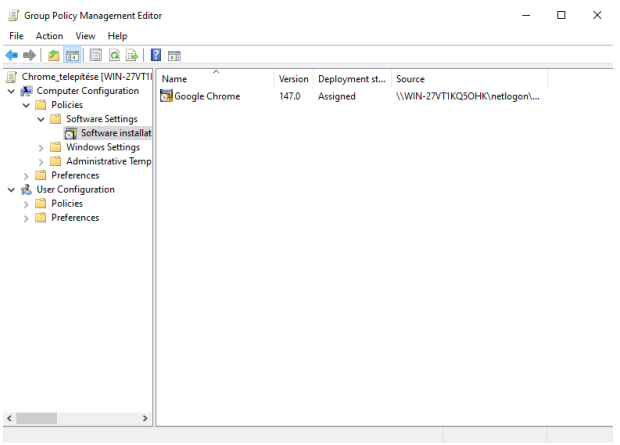 Group Policy Management Editor
File Action View Help
Chrome_telepítése [WIN-27VT1
Computer Configuration
Policies
Software Settings
Software installat
Windows Settings
Administrative Temp
Preferences
User Configuration
Policies
Preferences
Name Version Deployment st... Source
Google Chrome 147.0 Assigned \\WIN-27VT1KQ5OHK\netlogon\...